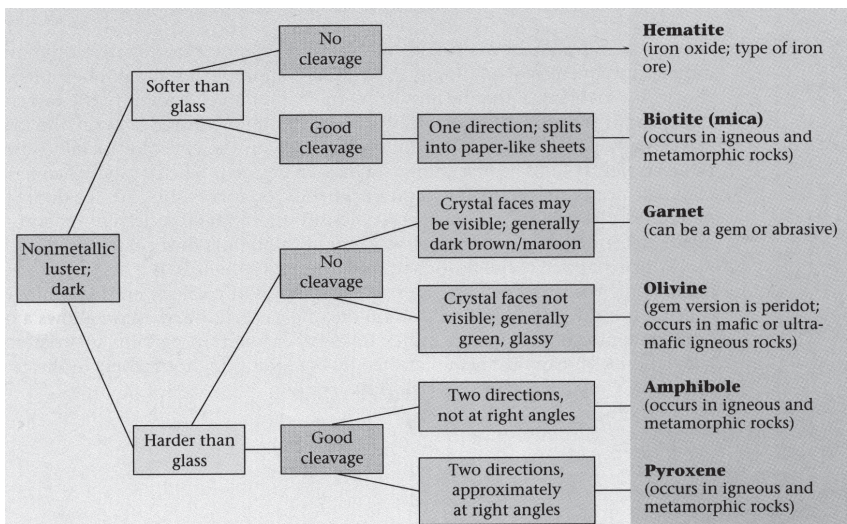 No
cleavage
Hematite
(iron oxide; type of iron
ore)
Softer than
glass
Good
cleavage
One direction; splits
into paper-like sheets
Biotite (mica)
(occurs in igneous and
metamorphic rocks)
Nonmetallic
luster;
dark
No
cleavage
Crystal faces may
be visible; generally
dark brown/maroon
Garnet
(can be a gem or abrasive)
Crystal faces not
visible; generally
green, glassy
Olivine
(gem version is peridot;
occurs in mafic or ultra-
mafic igneous rocks)
Harder than
glass
Good
cleavage
Two directions,
not at right angles
Amphibole
(occurs in igneous and
metamorphic rocks)
Two directions,
approximately
at right angles
Pyroxene
(occurs in igneous and
metamorphic rocks)